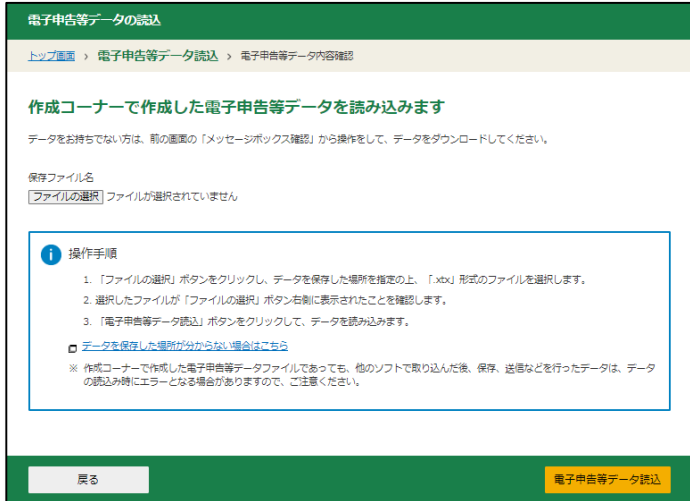 電子申告等データの読込
トップ画面 > 電子申告等データ読込 > 電子申告等データ内容確認
作成コーナーで作成した電子申告等データを読み込みます
データをお持ちでない方は、前の画面の「メッセージボックス確認」から操作をして、データをダウンロードしてください。
保存ファイル名
ファイルの選択 ファイルが選択されていません
i 操作手順
1. 「ファイルの選択」ボタンをクリックし、データを保存した場所を指定の上、「.xtx」形式のファイルを選択します。
2. 選択したファイルが「ファイルの選択」ボタン右側に表示されたことを確認します。
3. 「電子申告等データ読込」ボタンをクリックして、データを読み込みます。
データを保存した場所が分からない場合はこちら
※ 作成コーナーで作成した電子申告等データファイルであっても、他のソフトで取り込んだ後、保存、送信などを行ったデータは、データ
の読込み時にエラーとなる場合がありますので、ご注意ください。
戻る 電子申告等データ読込